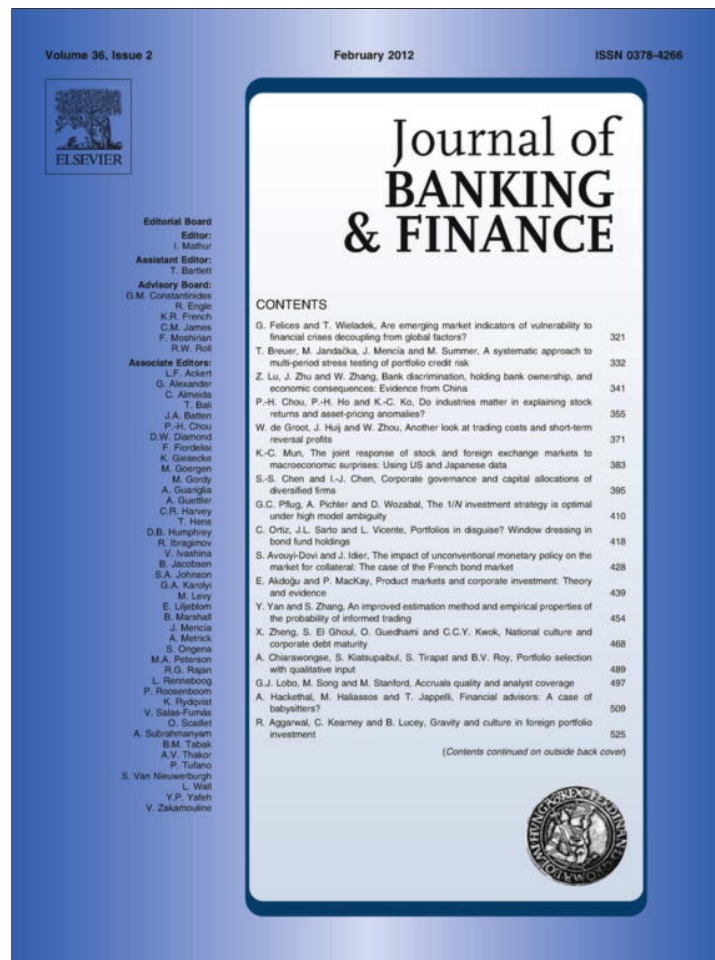 Volume 36, Issue 2 February 2012 ISSN 0378-4266
ELSEVIER
Journal of
BANKING
& FINANCE
Editorial Board
Editor:
I. Mathur
Assistant Editor:
T. Bartlett
Advisory Board:
G.M. Constantinides
R. Engle
K.R. French
C.M. James
F. Moshirian
R.W. Roll
Associate Editors:
L.F. Ackert
G. Alexander
C. Almeida
T. Bali
J.A. Batten
P.-H. Chou
D.W. Diamond
F. Fiordelisi
K. Giesecke
M. Goergen
M. Gordy
A. Guariglia
A. Guettler
C.R. Harvey
T. Hens
D.B. Humphrey
R. Ibragimov
V. Ivashina
B. Jacobsen
S.A. Johnson
G.A. Karolyi
M. Levy
E. Liljeblom
B. Marshall
J. Mencía
A. Metrick
S. Ongena
M.A. Peterson
R.G. Rajan
L. Renneboog
P. Roosenboom
K. Rydqvist
V. Salas-Fumás
O. Scaillet
A. Subrahmanyam
B.M. Tabak
A.V. Thakor
P. Tufano
S. Van Nieuwerburgh
L. Wall
Y.P. Yafeh
V. Zakamouline
CONTENTS
G. Felices and T. Wieladek, Are emerging market indicators of vulnerability to
financial crises decoupling from global factors? 321
T. Breuer, M. Jandačka, J. Mencía and M. Summer, A systematic approach to
multi-period stress testing of portfolio credit risk 332
Z. Lu, J. Zhu and W. Zhang, Bank discrimination, holding bank ownership, and
economic consequences: Evidence from China 341
P.-H. Chou, P.-H. Ho and K.-C. Ko, Do industries matter in explaining stock
returns and asset-pricing anomalies? 355
W. de Groot, J. Huij and W. Zhou, Another look at trading costs and short-term
reversal profits 371
K.-C. Mun, The joint response of stock and foreign exchange markets to
macroeconomic surprises: Using US and Japanese data 383
S.-S. Chen and I.-J. Chen, Corporate governance and capital allocations of
diversified firms 395
G.C. Pflug, A. Pichler and D. Wozabal, The 1/N investment strategy is optimal
under high model ambiguity 410
C. Ortiz, J.L. Sarto and L. Vicente, Portfolios in disguise? Window dressing in
bond fund holdings 418
S. Avouyi-Dovi and J. Idier, The impact of unconventional monetary policy on the
market for collateral: The case of the French bond market 428
E. Akdoğu and P. MacKay, Product markets and corporate investment: Theory
and evidence 439
Y. Yan and S. Zhang, An improved estimation method and empirical properties of
the probability of informed trading 454
X. Zheng, S. El Ghoul, O. Guedhami and C.C.Y. Kwok, National culture and
corporate debt maturity 468
A. Chiarawongse, S. Kiatsupaibul, S. Tirapat and B.V. Roy, Portfolio selection
with qualitative input 489
G.J. Lobo, M. Song and M. Stanford, Accruals quality and analyst coverage 497
A. Hackethal, M. Haliassos and T. Jappelli, Financial advisors: A case of
babysitters? 509
R. Aggarwal, C. Kearney and B. Lucey, Gravity and culture in foreign portfolio
investment 525
(Contents continued on outside back cover)